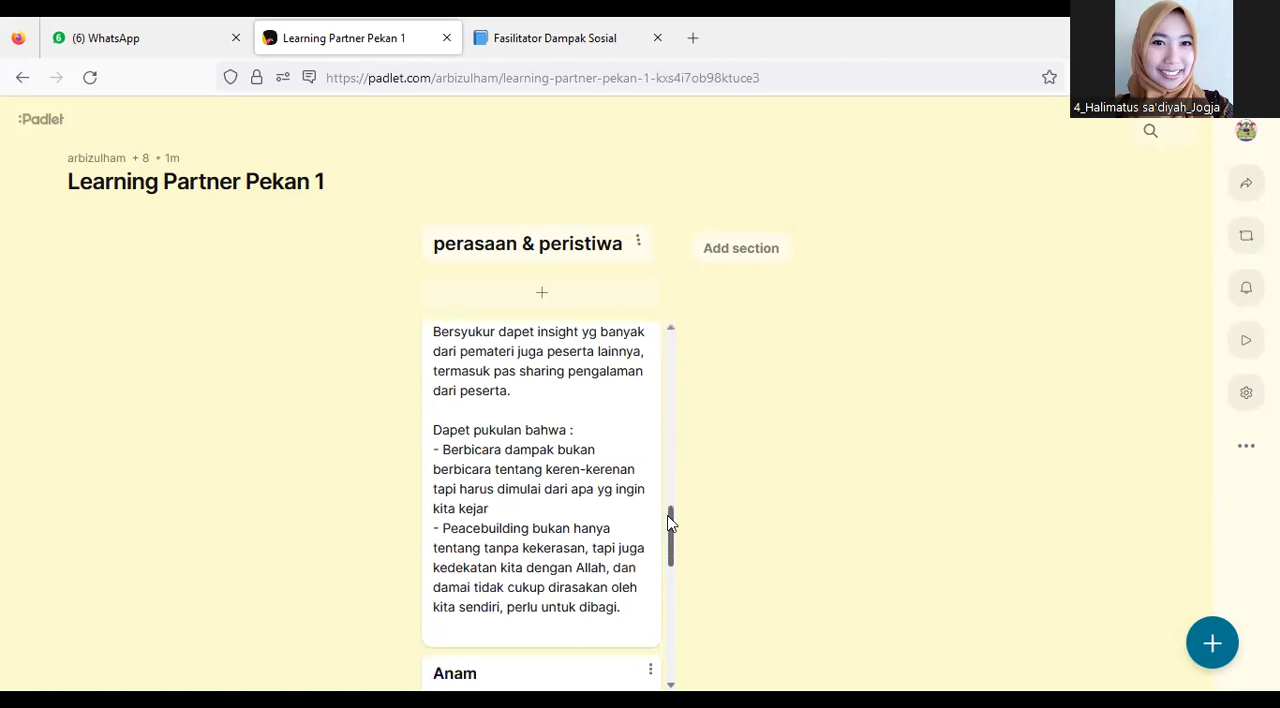 (6) WhatsApp
Learning Partner Pekan 1
Fasilitator Dampak Sosial
https://padlet.com/arbizulham/learning-partner-pekan-1-kxs4i7ob98ktuce3
4_Halimatus sa'diyah_Jogja
:Padlet
arbizulham + 8 • 1m
Learning Partner Pekan 1
perasaan & peristiwa
Add section
Bersyukur dapet insight yg banyak
dari pemateri juga peserta lainnya,
termasuk pas sharing pengalaman
dari peserta.
Dapet pukulan bahwa :
- Berbicara dampak bukan
berbicara tentang keren-kerenan
tapi harus dimulai dari apa yg ingin
kita kejar
- Peacebuilding bukan hanya
tentang tanpa kekerasan, tapi juga
kedekatan kita dengan Allah, dan
damai tidak cukup dirasakan oleh
kita sendiri, perlu untuk dibagi.
Anam